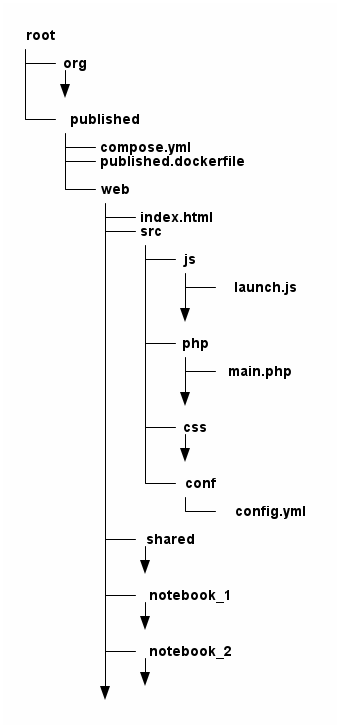 root
org
published
compose.yml
published.dockerfile
web
index.html
src
js
launch.js
php
main.php
css
conf
config.yml
shared
notebook_1
notebook_2